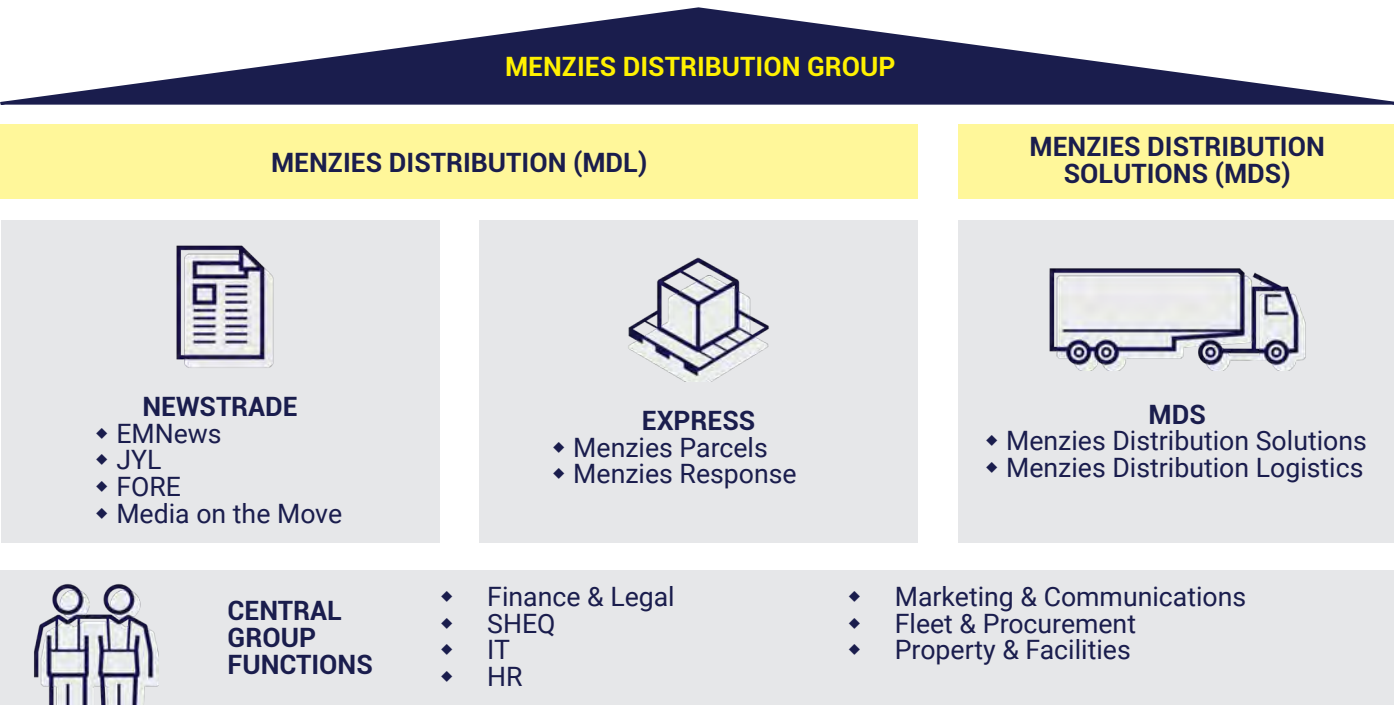 MENZIES DISTRIBUTION GROUP
MENZIES DISTRIBUTION (MDL)
MENZIES DISTRIBUTION
SOLUTIONS (MDS)
NEWSTRADE
◆ EMNews
◆ JYL
◆ FORE
◆ Media on the Move
EXPRESS
◆ Menzies Parcels
◆ Menzies Response
MDS
◆ Menzies Distribution Solutions
◆ Menzies Distribution Logistics
CENTRAL
GROUP
FUNCTIONS
◆ Finance & Legal
◆ SHEQ
◆ IT
◆ HR
◆ Marketing & Communications
◆ Fleet & Procurement
◆ Property & Facilities